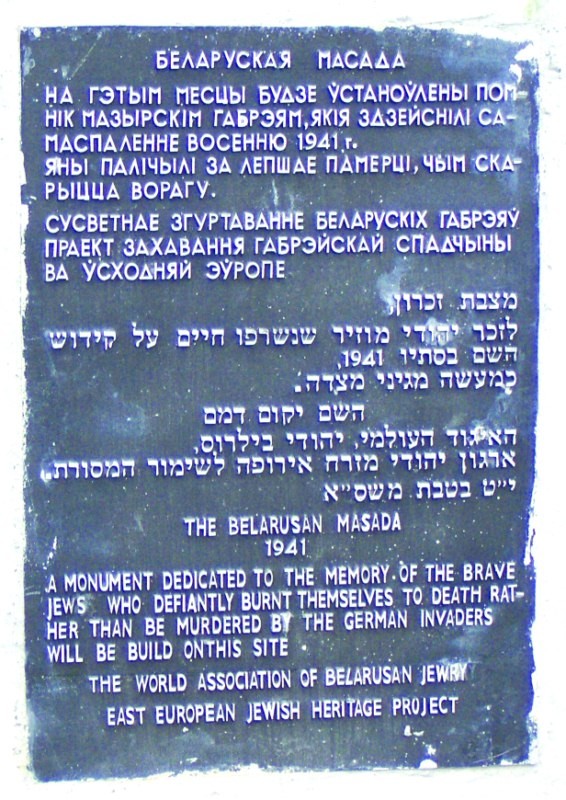 БЕЛАРУСКАЯ МАСАДА
НА ГЭТЫМ МЕСЦЫ БУДЗЕ ЎСТАНОЎЛЕНЫ ПОМ-
НІК МАЗЫРСКІМ ГАБРЭЯМ, ЯКІЯ ЗДЗЕЙСНІЛІ СА-
МАСПАЛЕННЕ ВОСЕННЮ 1941 г.
ЯНЫ ПАЛІЧЫЛІ ЗА ЛЕПШАЕ ПАМЕРЦІ, ЧЫМ СКА-
РЫЦЦА ВОРАГУ.
СУСВЕТНАЕ ЗГУРТАВАННЕ БЕЛАРУСКІХ ГАБРЭЯЎ
ПРАЕКТ ЗАХАВАННЯ ГАБРЭЙСКАЙ СПАДЧЫНЫ
ВА ЎСХОДНЯЙ ЭЎРОПЕ
מצבת זכרון
לזכר יהודי מוזיר שנשרפו חיים על קידוש
השם בסתיו 1941,
כמעשה מגיני מצדה.
השם יקום דמם
האיגוד העולמי, יהודי בילרוס,
ארגון יהודי מזרח אירופה לשימור המסורת.
י״ט בטבת משס״א
THE BELARUSAN MASADA
1941
A MONUMENT DEDICATED TO THE MEMORY OF THE BRAVE
JEWS WHO DEFIANTLY BURNT THEMSELVES TO DEATH RAT-
HER THAN BE MURDERED BY THE GERMAN INVADERS
WILL BE BUILD ONTHIS SITE
THE WORLD ASSOCIATION OF BELARUSAN JEWRY
EAST EUROPEAN JEWISH HERITAGE PROJECT